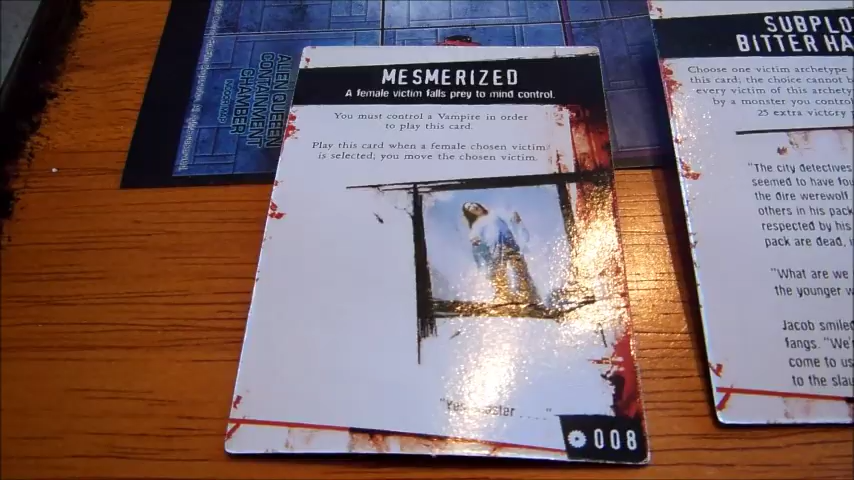 MESMERIZED
A female victim falls prey to mind control.
You must control a Vampire in order
to play this card.
Play this card when a female chosen victim
is selected; you move the chosen victim.
"Yes
008
ALIEN QUEEN
CONTAINMENT
CHAMBER
SUBPLO
BITTER HA
Choose one victim archetype
this card; the choice cannot b
every victim of this archety
by a monster you control
25 extra victory
"The city detectives
seemed to have fou
the dire werewolf.
others in his pack
respected by his
pack are dead,
"What are we
the younger w
Jacob smiled
fangs. "We'
come to us
to the slau